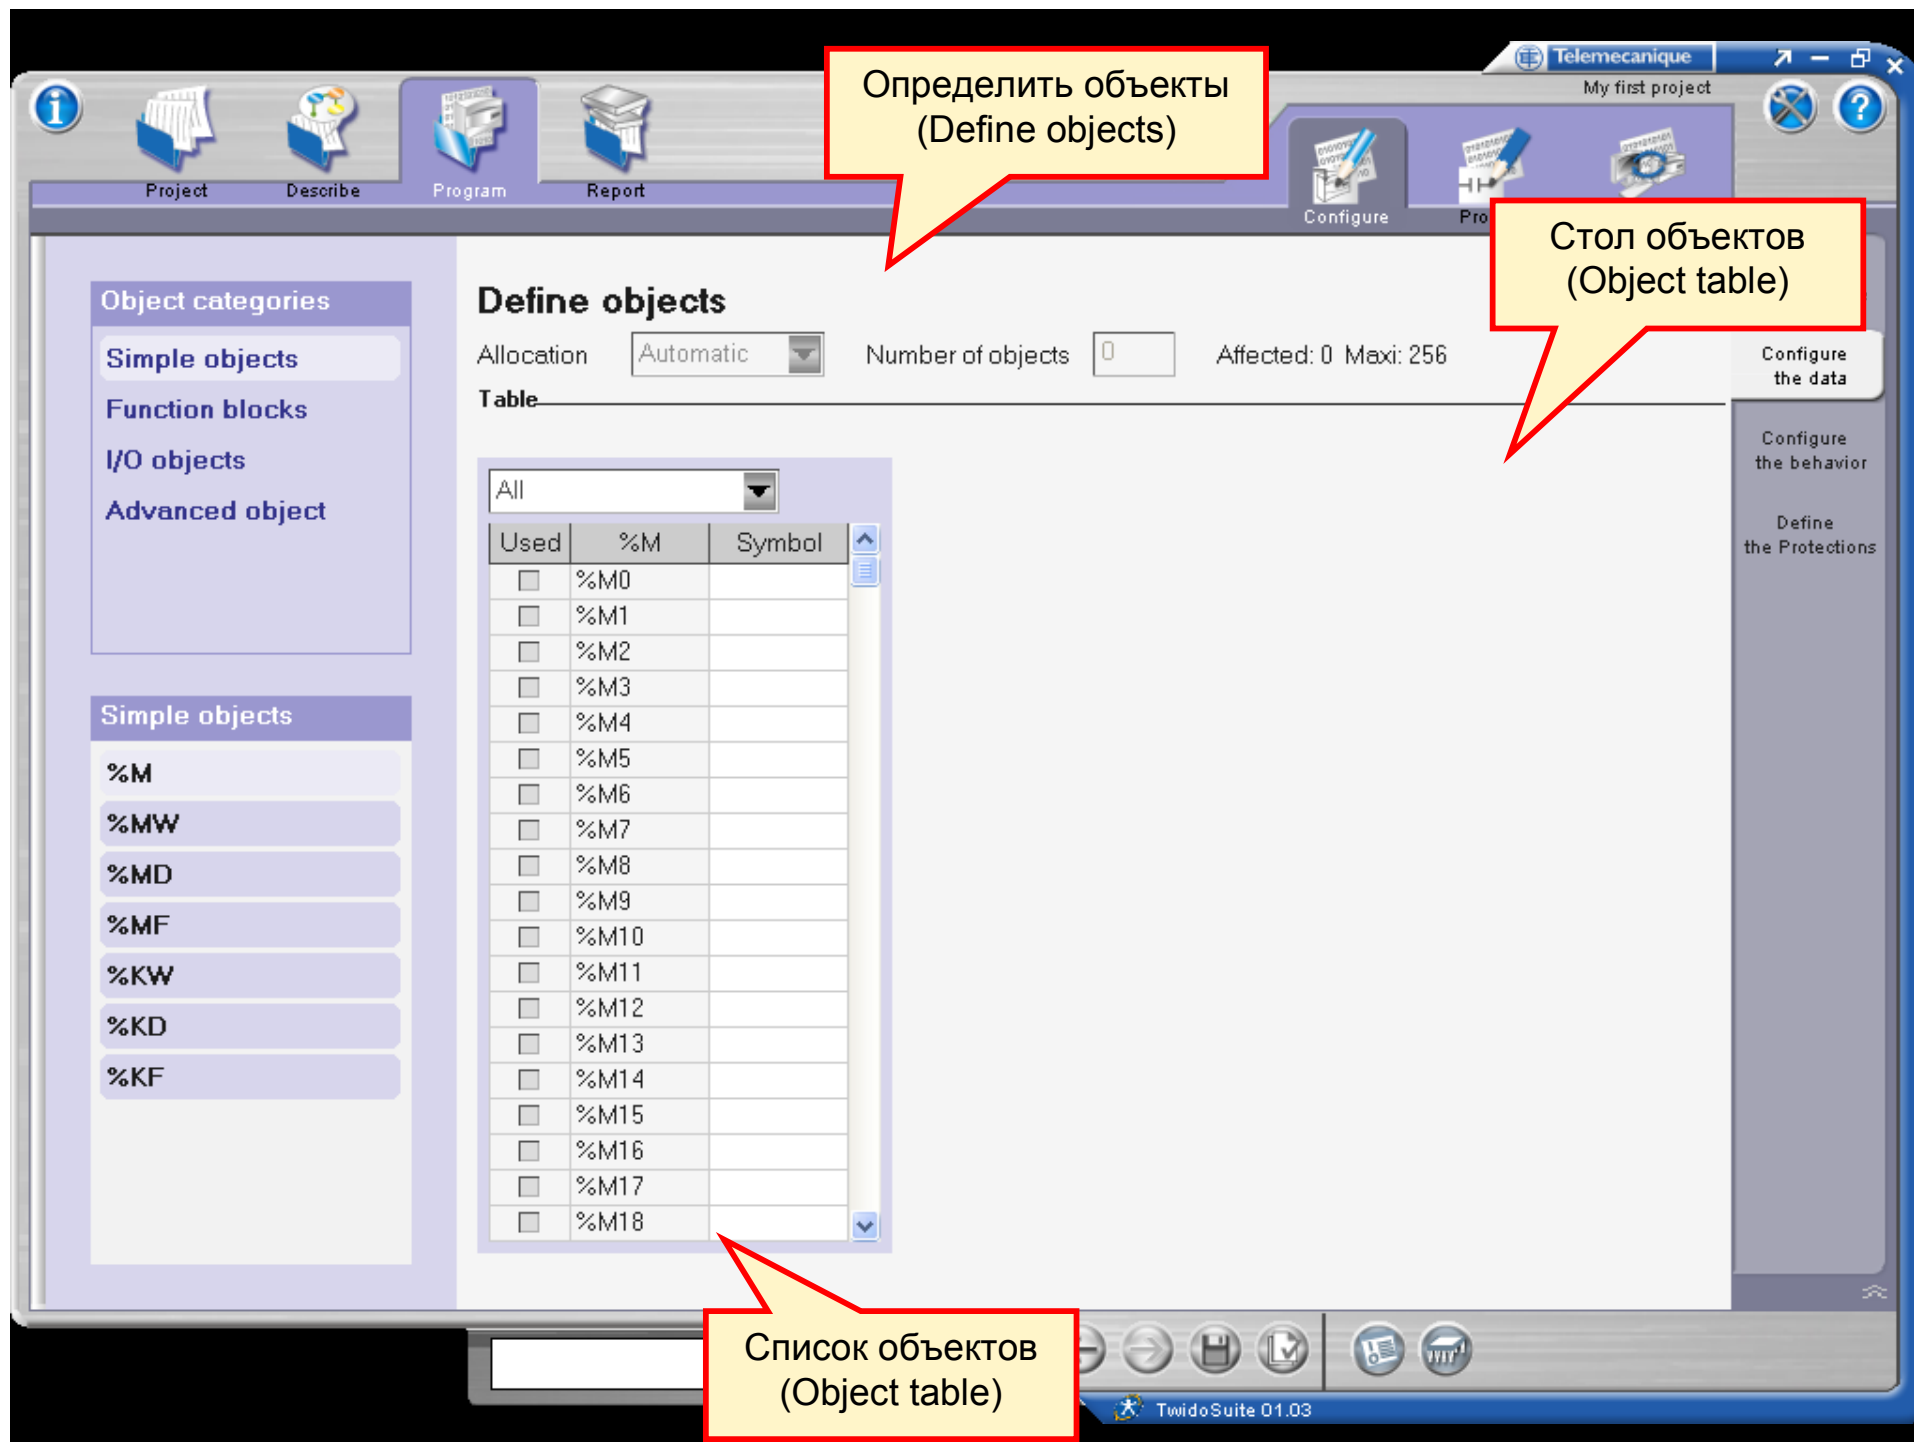 Определить объекты
(Define objects)
Telemecanique
My first project
Project
Describe
Program
Report
Configure
Pro
Стол объектов
(Object table)
Object categories
Simple objects
Function blocks
I/O objects
Advanced object
Define objects
Allocation
Automatic
Number of objects
0
Affected: 0 Maxi: 256
Table
Configure
the data
Configure
the behavior
Define
the Protections
All
Used %M Symbol
%M0
%M1
%M2
%M3
%M4
%M5
%M6
%M7
%M8
%M9
%M10
%M11
%M12
%M13
%M14
%M15
%M16
%M17
%M18
Simple objects
%M
%MW
%MD
%MF
%KW
%KD
%KF
Список объектов
(Object table)
TwidoSuite 01.03